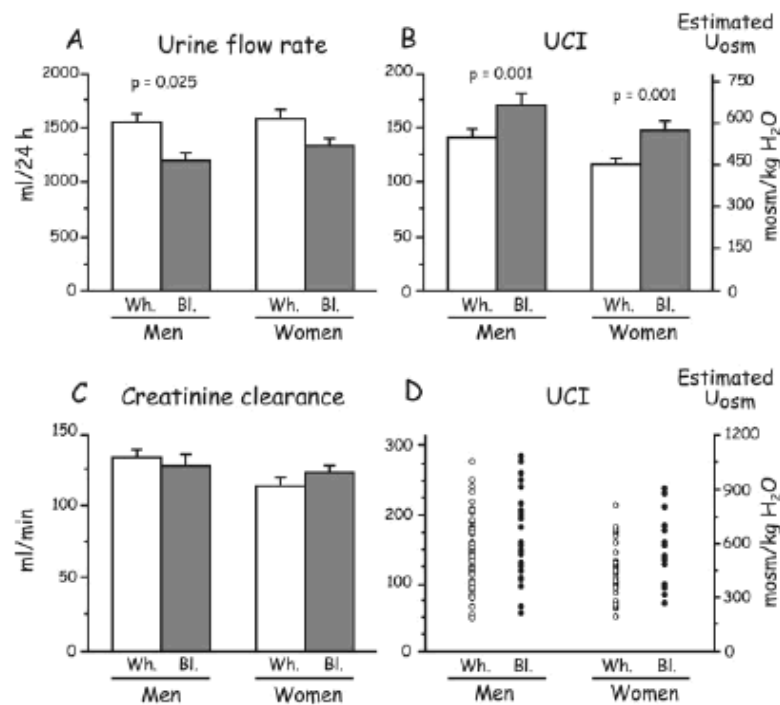 A Urine flow rate
2000
1500
1000
500
0
ml/24 h
p = 0.025
Wh. Bl. Wh. Bl.
Men Women
B UCI
Estimated
Uosm
200
150
100
50
0
p = 0.001
p = 0.001
750
600
450
300
150
0
mosm/kg H2O
Wh. Bl. Wh. Bl.
Men Women
C Creatinine clearance
150
100
50
0
ml/min
Wh. Bl. Wh. Bl.
Men Women
D UCI
Estimated
Uosm
300
200
100
0
1200
900
600
300
0
mosm/kg H2O
Wh. Bl. Wh. Bl.
Men Women